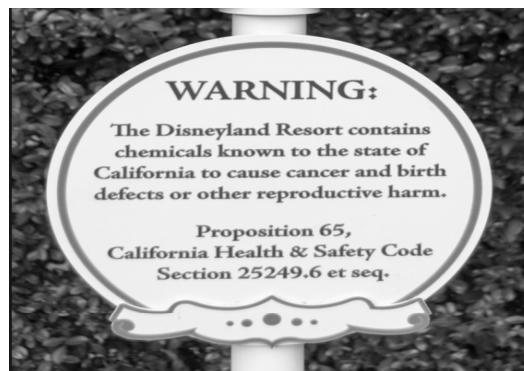 WARNING:
The Disneyland Resort contains
chemicals known to the state of
California to cause cancer and birth
defects or other reproductive harm.
Proposition 65,
California Health & Safety Code
Section 25249.6 et seq.